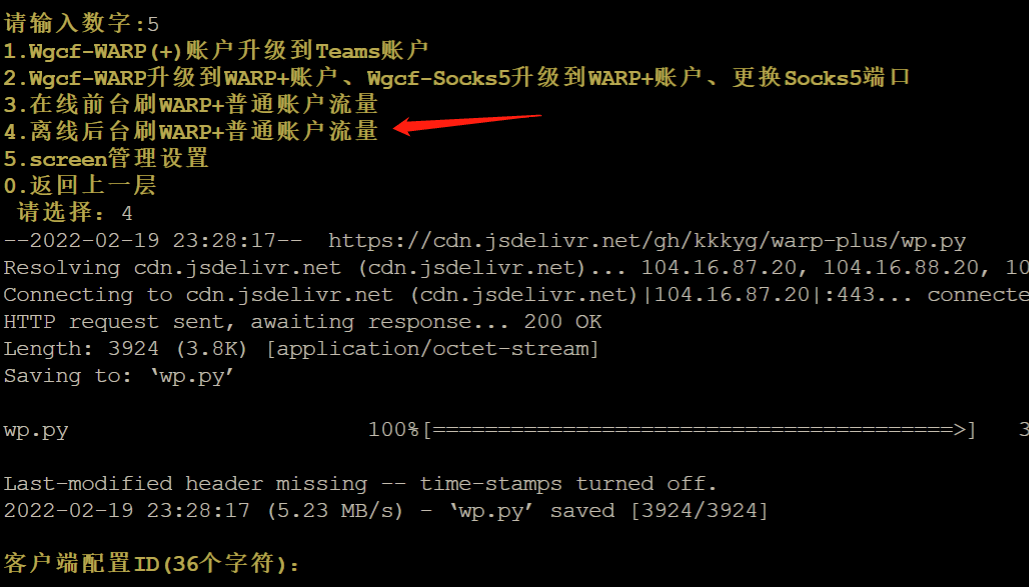 请输入数字:5
1.Wgcf-WARP(+)账户升级到Teams账户
2.Wgcf-WARP升级到WARP+账户、Wgcf-Socks5升级到WARP+账户、更换Socks5端口
3.在线前台刷WARP+普通账户流量
4.离线后台刷WARP+普通账户流量
5.screen管理设置
0.返回上一层
请选择: 4
--2022-02-19 23:28:17--  https://cdn.jsdelivr.net/gh/kkkyg/warp-plus/wp.py
Resolving cdn.jsdelivr.net (cdn.jsdelivr.net)... 104.16.87.20, 104.16.88.20, 10
Connecting to cdn.jsdelivr.net (cdn.jsdelivr.net)|104.16.87.20|:443... connecte
HTTP request sent, awaiting response... 200 OK
Length: 3924 (3.8K) [application/octet-stream]
Saving to: ‘wp.py’
wp.py 100%[========================================>] 3
Last-modified header missing -- time-stamps turned off.
2022-02-19 23:28:17 (5.23 MB/s) - ‘wp.py’ saved [3924/3924]
客户端配置ID(36个字符):